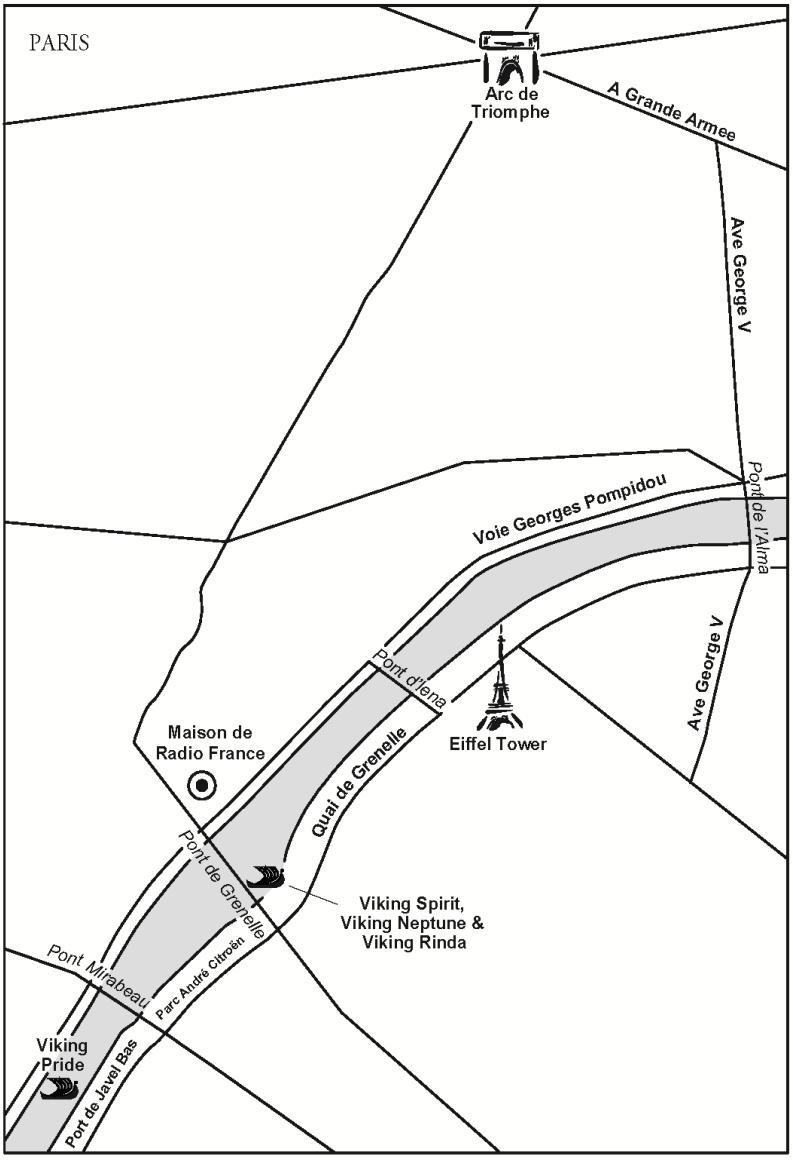 PARIS
Arc de
Triomphe
A Grande Armee
Ave George V
Pont de l'Alma
Voie Georges Pompidou
Pont d'Iena
Ave George V
Eiffel Tower
Maison de
Radio France
Quai de Grenelle
Pont de Grenelle
Viking Spirit,
Viking Neptune &
Viking Rinda
Parc André Citroën
Pont Mirabeau
Viking
Pride
Port de Javel Bas